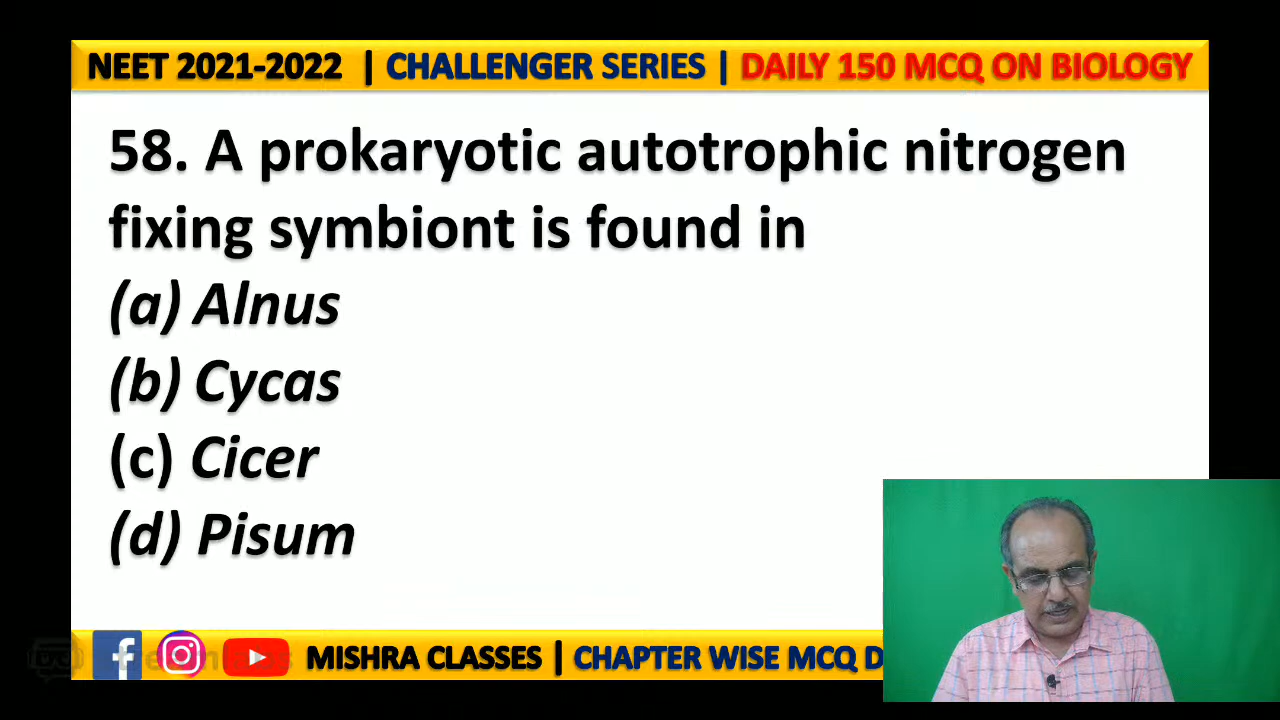 NEET 2021-2022 | CHALLENGER SERIES | DAILY 150 MCQ ON BIOLOGY
58. A prokaryotic autotrophic nitrogen
fixing symbiont is found in
(a) Alnus
(b) Cycas
(c) Cicer
(d) Pisum
MISHRA CLASSES | CHAPTER WISE MCQ D